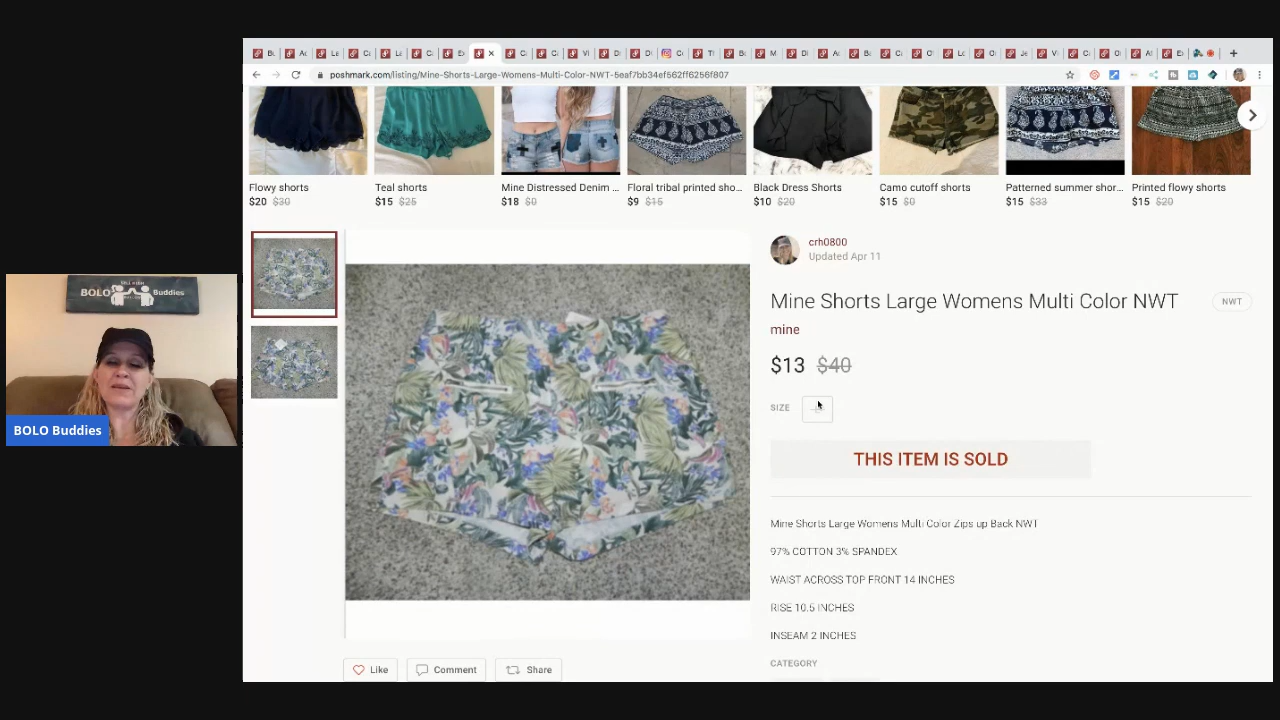 poshmark.com/listing/Mine-Shorts-Large-Womens-Multi-Color-NWT-5eaf7bb34ef562ff6256f807
Flowy shorts
$20 $30
Teal shorts
$15 $25
Mine Distressed Denim ...
$18 $0
Floral tribal printed sho...
$9 $15
Black Dress Shorts
$10 $20
Camo cutoff shorts
$15 $0
Patterned summer shor...
$15 $33
Printed flowy shorts
$15 $20
crh0800
Updated Apr 11
Mine Shorts Large Womens Multi Color NWT
NWT
mine
$13 $40
SIZE
THIS ITEM IS SOLD
Mine Shorts Large Womens Multi Color Zips up Back NWT
97% COTTON 3% SPANDEX
WAIST ACROSS TOP FRONT 14 INCHES
RISE 10.5 INCHES
INSEAM 2 INCHES
CATEGORY
Like
Comment
Share
BOLO Buddies
BOLO Buddies